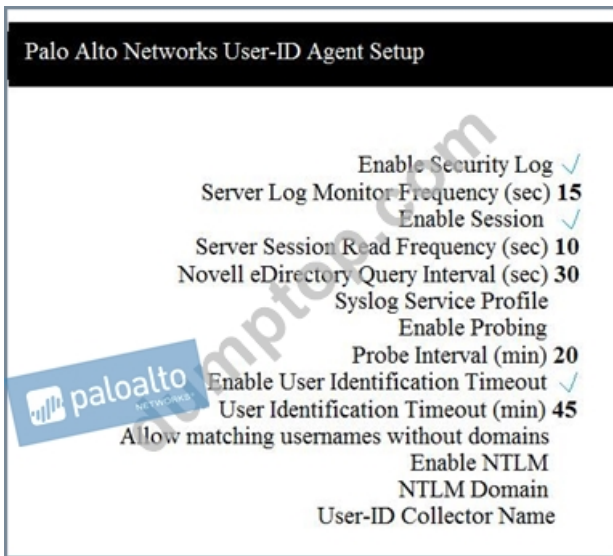 Palo Alto Networks User-ID Agent Setup
Enable Security Log ✓
Server Log Monitor Frequency (sec) 15
Enable Session ✓
Server Session Read Frequency (sec) 10
Novell eDirectory Query Interval (sec) 30
Syslog Service Profile
Enable Probing
Probe Interval (min) 20
Enable User Identification Timeout ✓
User Identification Timeout (min) 45
Allow matching usernames without domains
Enable NTLM
NTLM Domain
User-ID Collector Name
paloalto
NETWORKS
dumptop.com